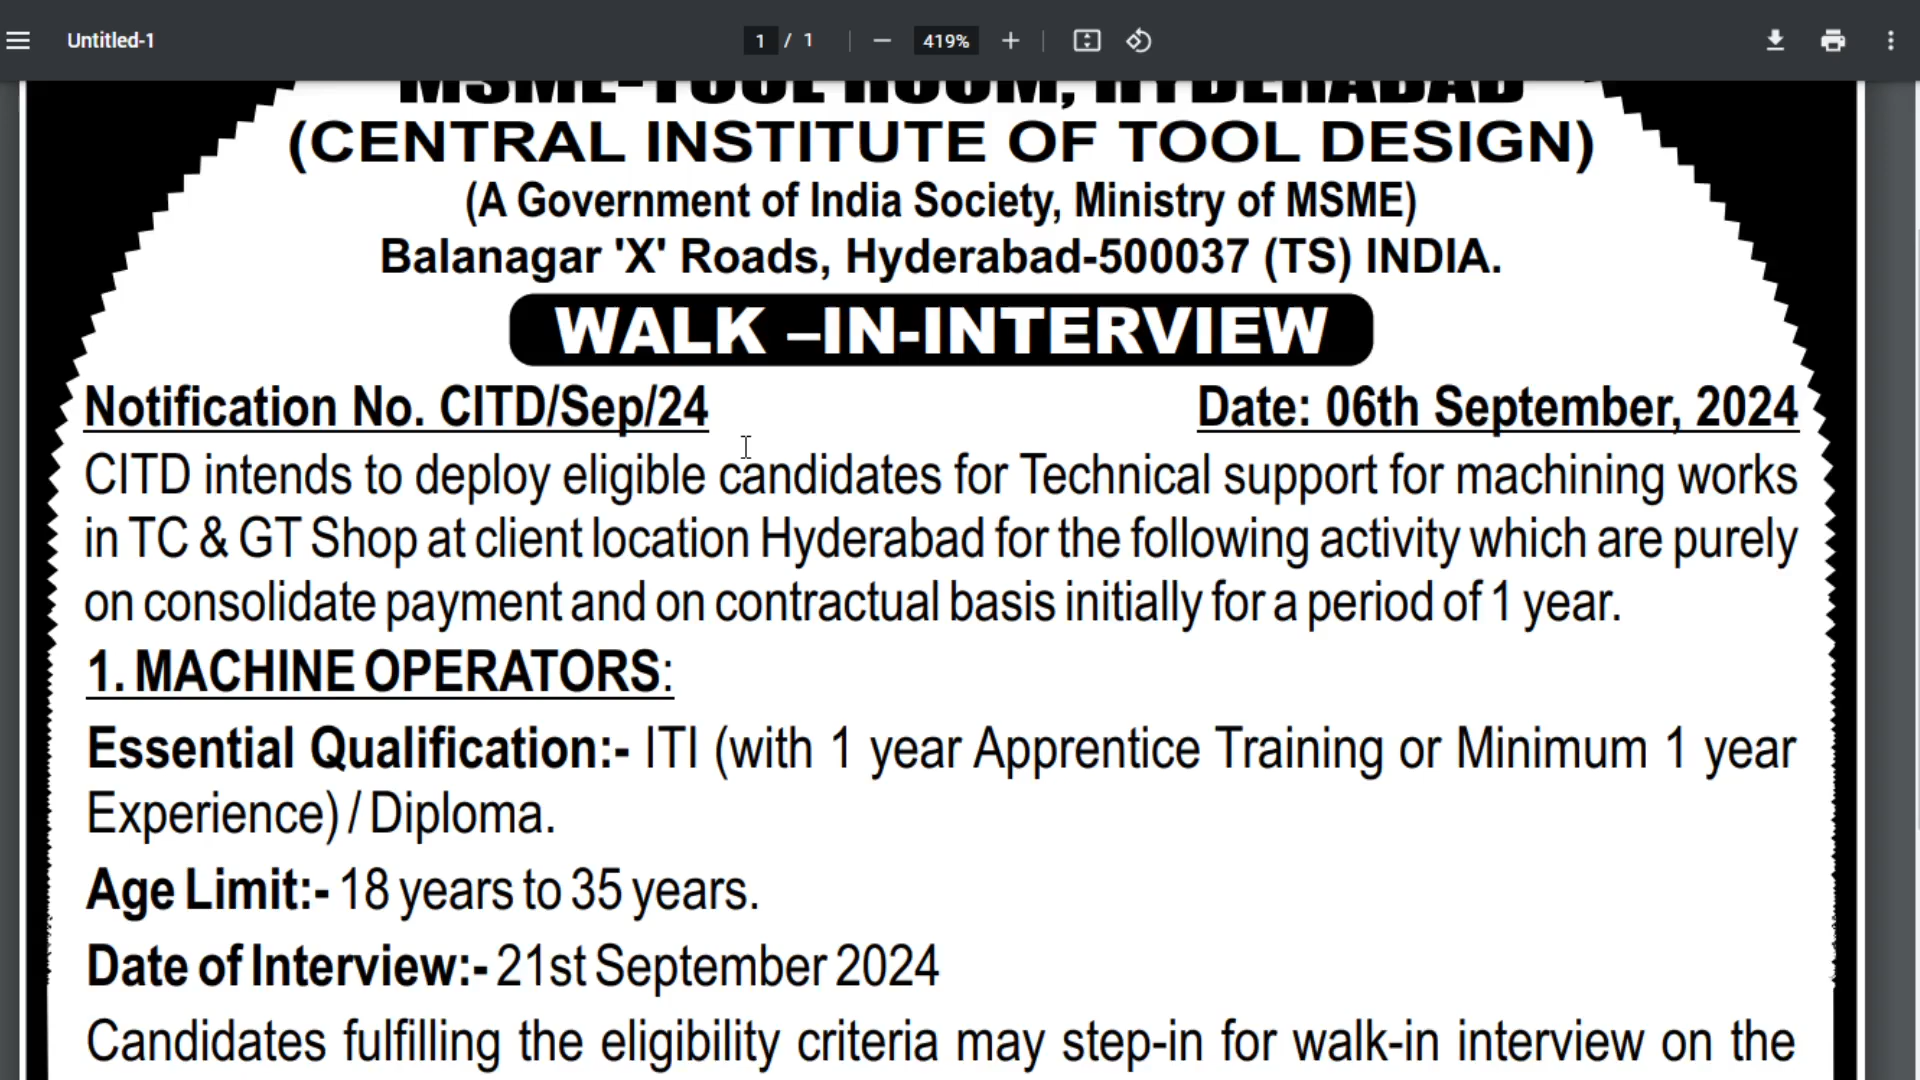 Untitled-1
1 / 1
419%
MSME-TOOL ROOM, HYDERABAD
(CENTRAL INSTITUTE OF TOOL DESIGN)
(A Government of India Society, Ministry of MSME)
Balanagar 'X' Roads, Hyderabad-500037 (TS) INDIA.
WALK –IN-INTERVIEW
Notification No. CITD/Sep/24 Date: 06th September, 2024
CITD intends to deploy eligible candidates for Technical support for machining works
in TC & GT Shop at client location Hyderabad for the following activity which are purely
on consolidate payment and on contractual basis initially for a period of 1 year.
1. MACHINE OPERATORS:
Essential Qualification:- ITI (with 1 year Apprentice Training or Minimum 1 year
Experience) / Diploma.
Age Limit:- 18 years to 35 years.
Date of Interview:- 21st September 2024
Candidates fulfilling the eligibility criteria may step-in for walk-in interview on the